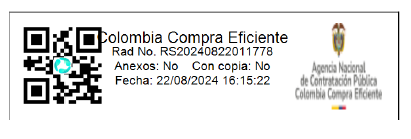 Colombia Compra Eficiente
Rad No. RS20240822011778
Anexos: No Con copia: No
Fecha: 22/08/2024 16:15:22
Agencia Nacional
de Contratación Pública
Colombia Compra Eficiente